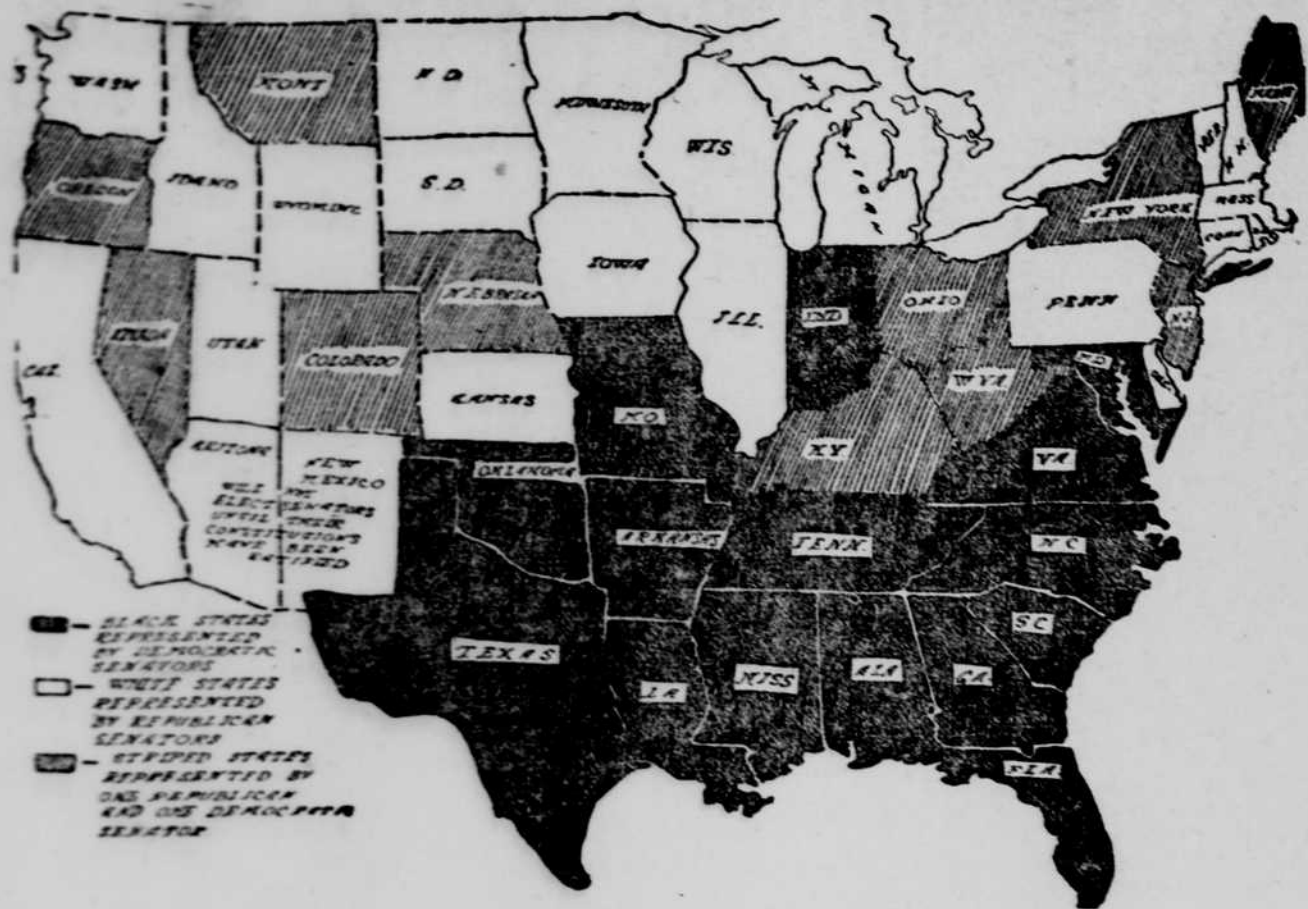 WASH
MONT
N.D.
MINNESOTA
WIS.
MICH
VER
N.H.
MASS
CONN
NEW YORK
OREGON
IDAHO
WYOMING
S.D.
IOWA
NEBRASKA
ILL.
IND
OHIO
PENN
N.J.
MD
W.VA
CAL.
UTAH
COLORADO
KANSAS
MO
KY
VA
ARIZONA
NEW
MEXICO
WILL NOT
ELECT SENATORS
UNTIL THEIR
CONSTITUTIONS
HAVE BEEN
RATIFIED
OKLAHOMA
ARKANSAS
TENN.
N C
SC
TEXAS
LA
MISS
ALA
GA.
FLA
- BLACK STATES
REPRESENTED
BY DEMOCRATIC
SENATORS
- WHITE STATES
REPRESENTED
BY REPUBLICAN
SENATORS
- STRIPED STATES
REPRESENTED BY
ONE REPUBLICAN
AND ONE DEMOCRATIC
SENATOR